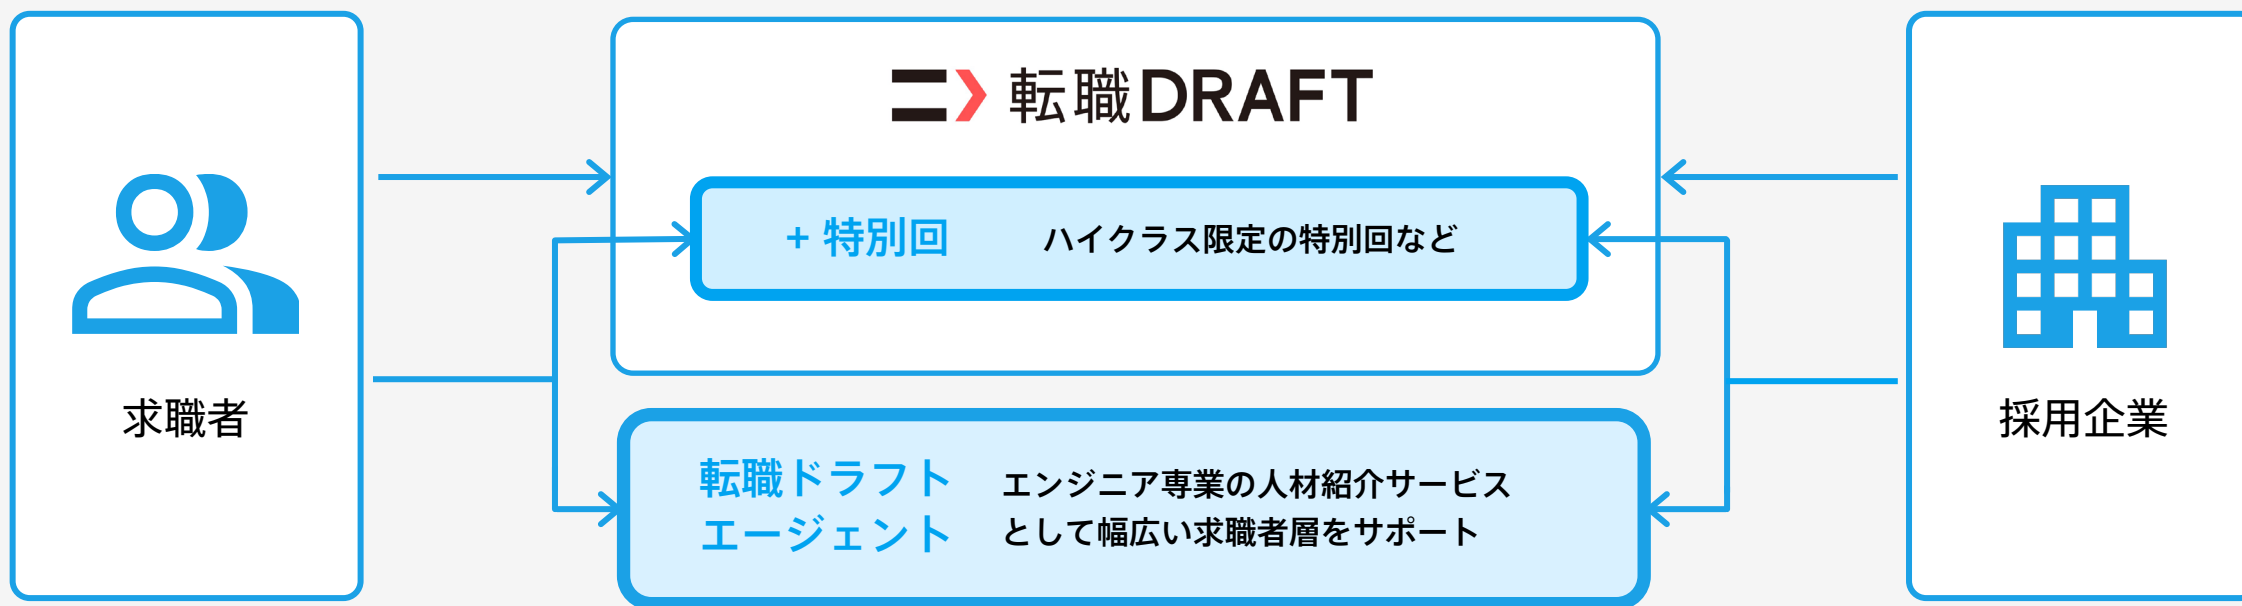 転職DRAFT
+ 特別回
ハイクラス限定の特別回など
求職者
採用企業
転職ドラフト
エージェント
エンジニア専業の人材紹介サービス
として幅広い求職者層をサポート